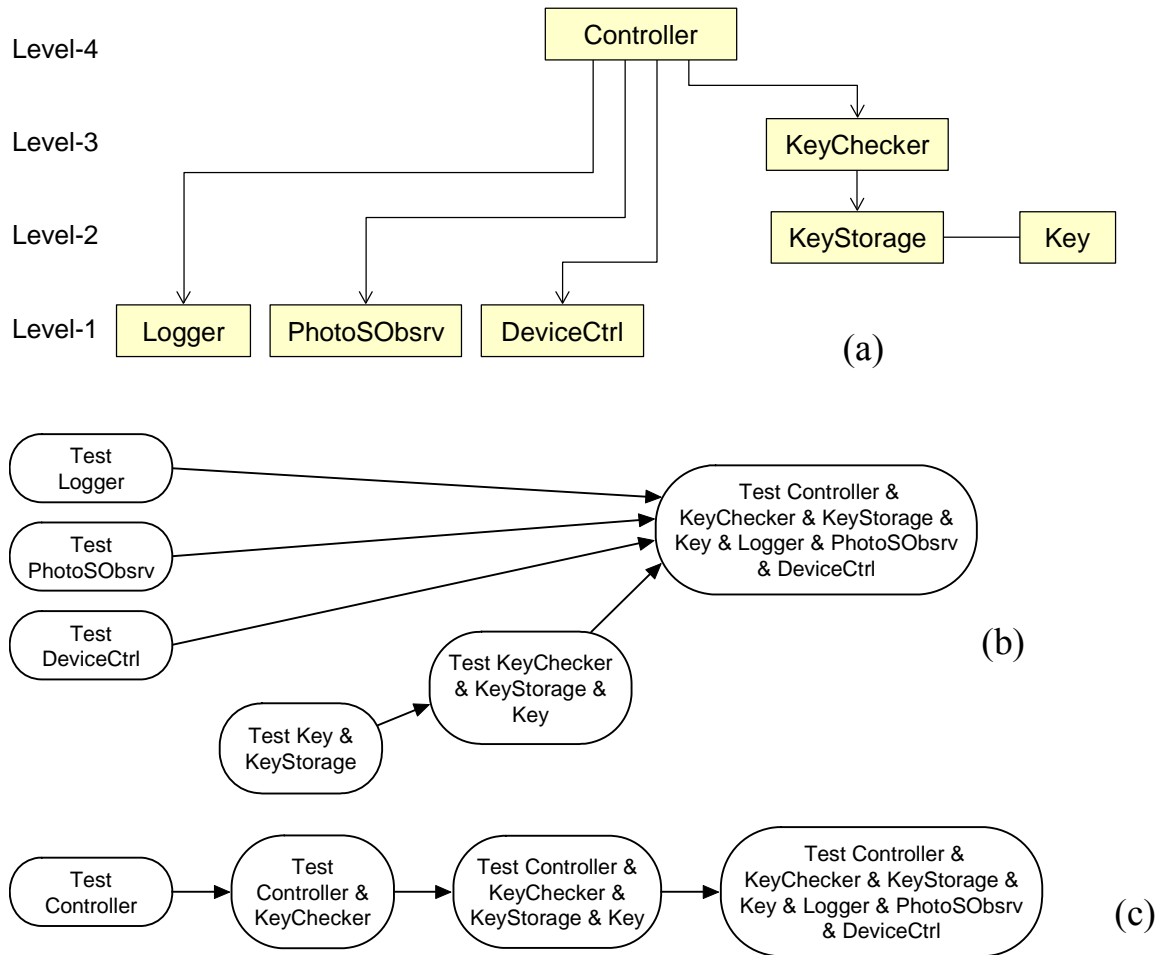 Level-4
Controller
Level-3
KeyChecker
Level-2
KeyStorage
Key
Level-1
Logger
PhotoSObsrv
DeviceCtrl
(a)
Test
Logger
Test
PhotoSObsrv
Test
DeviceCtrl
Test Controller &
KeyChecker & KeyStorage &
Key & Logger & PhotoSObsrv
& DeviceCtrl
(b)
Test KeyChecker
& KeyStorage &
Key
Test Key &
KeyStorage
Test
Controller
Test
Controller &
KeyChecker
Test Controller &
KeyChecker &
KeyStorage & Key
Test Controller &
KeyChecker & KeyStorage &
Key & Logger & PhotoSObsrv
& DeviceCtrl
(c)